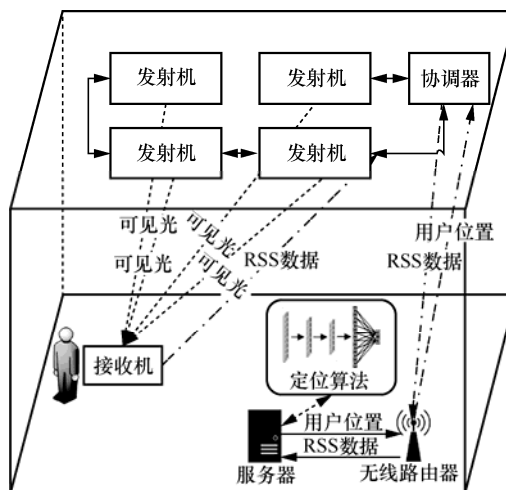 发射机
发射机
协调器
发射机
发射机
可见光
可见光
可见光
可见光
RSS数据
用户位置
RSS数据
接收机
定位算法
用户位置
RSS数据
服务器
无线路由器